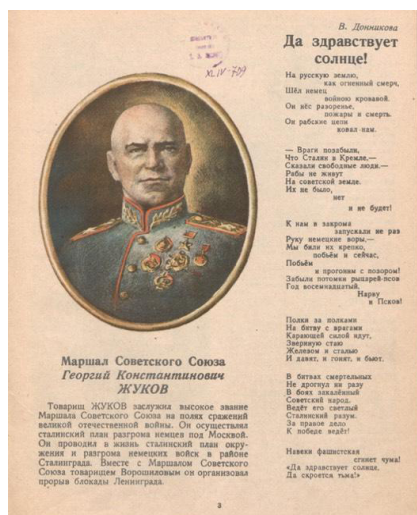 XLIV-709
Маршал Советского Союза
Георгий Константинович
ЖУКОВ
Товарищ ЖУКОВ заслужил высокое звание
Маршала Советского Союза на полях сражений
великой отечественной войны. Он осуществлял
сталинский план разгрома немцев под Москвой.
Он проводил в жизнь сталинский план окру-
жения и разгрома немецких войск в районе
Сталинграда. Вместе с Маршалом Советского
Союза товарищем Ворошиловым он организовал
прорыв блокады Ленинграда.
В. Донникова
Да здравствует
солнце!
На русскую землю,
как огненный смерч,
Шёл немец
войною кровавой.
Он нёс разоренье,
пожары и смерть.
Он рабские цепи
ковал нам.
— Враги позабыли,
Что Сталин в Кремле,—
Сказали свободные люди.—
Рабы не живут
На советской земле.
Их не было,
нет
и не будет!
К нам в закрома
запускали не раз
Руку немецкие воры,—
Мы били их крепко,
побьём и сейчас,
Побьём
и прогоним с позором!
Забыли потомки рыцарей-псов
Год восемнадцатый,
Нарву
и Псков!
Полки за полками
На битву с врагами
Карающей силой идут,
Звериную стаю
Железом и сталью
И давят, и гонят, и бьют.
В битвах смертельных
Не дрогнул ни разу
В боях закалённый
Советский народ.
Ведёт его светлый
Сталинский разум.
За правое дело
К победе ведёт!
Навеки фашистская
сгинет чума!
«Да здравствует солнце,
Да скроется тьма!»